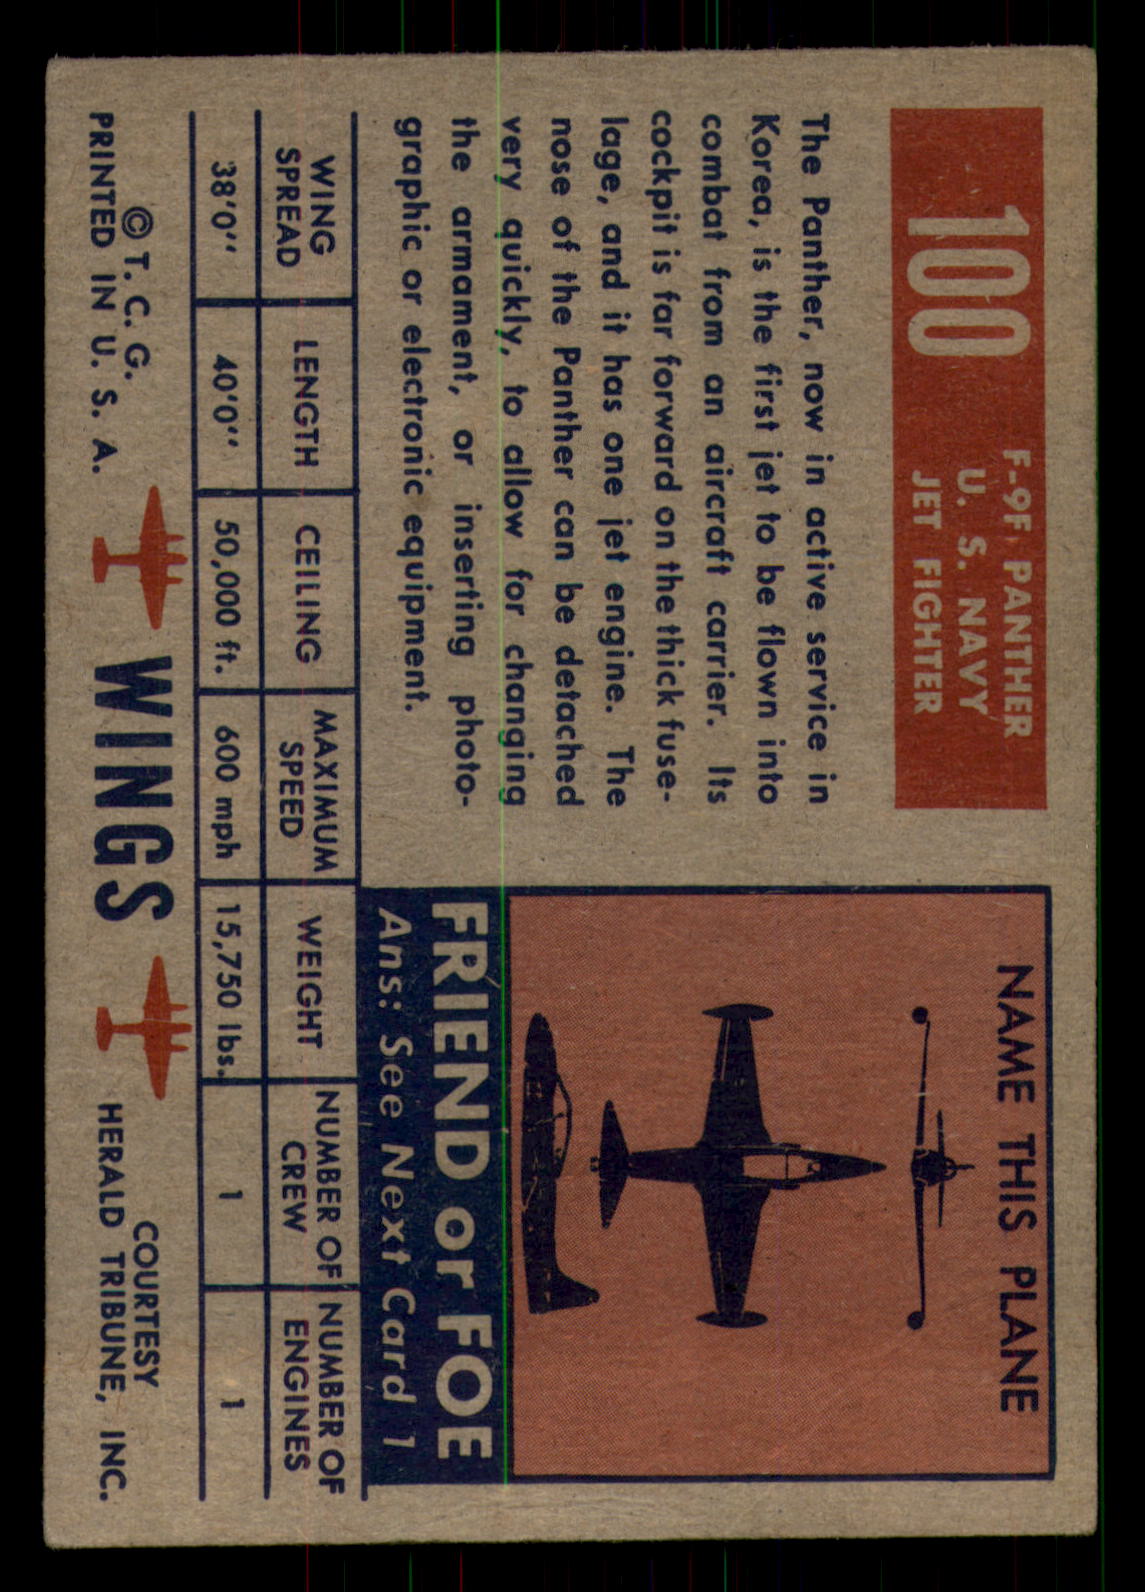 100
F-9F, PANTHER
U. S. NAVY
JET FIGHTER
The Panther, now in active service in
Korea, is the first jet to be flown into
combat from an aircraft carrier. Its
cockpit is far forward on the thick fuse-
lage, and it has one jet engine. The
nose of the Panther can be detached
very quickly, to allow for changing
the armament, or inserting photo-
graphic or electronic equipment.
NAME THIS PLANE
FRIEND or FOE
Ans: See Next Card 1
WING SPREAD LENGTH CEILING MAXIMUM SPEED WEIGHT NUMBER OF CREW NUMBER OF ENGINES
38'0'' 40'0'' 50,000 ft. 600 mph 15,750 lbs. 1 1
© T. C. G.
PRINTED IN U. S. A.
WINGS
COURTESY
HERALD TRIBUNE, INC.